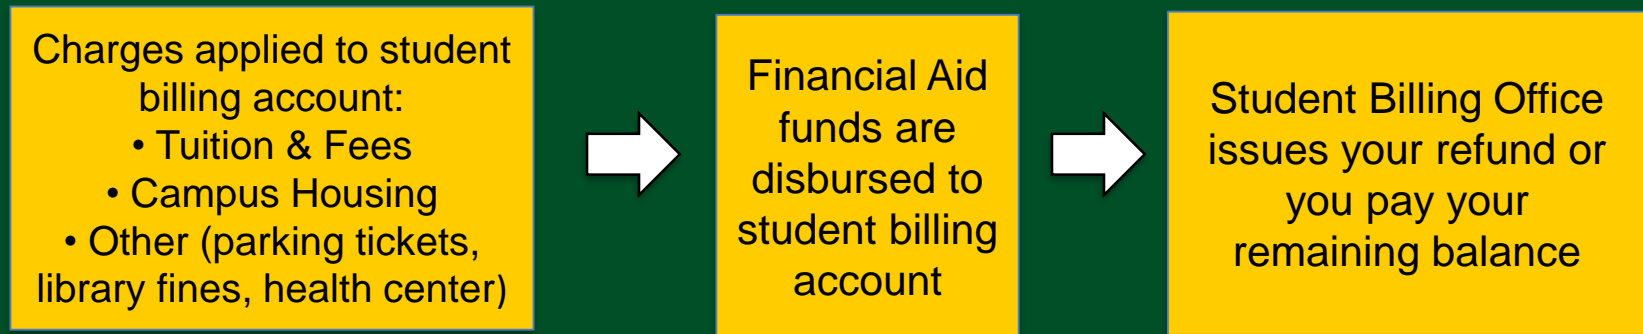 Charges applied to student
billing account:
• Tuition & Fees
• Campus Housing
• Other (parking tickets,
library fines, health center)
Financial Aid
funds are
disbursed to
student billing
account
Student Billing Office
issues your refund or
you pay your
remaining balance